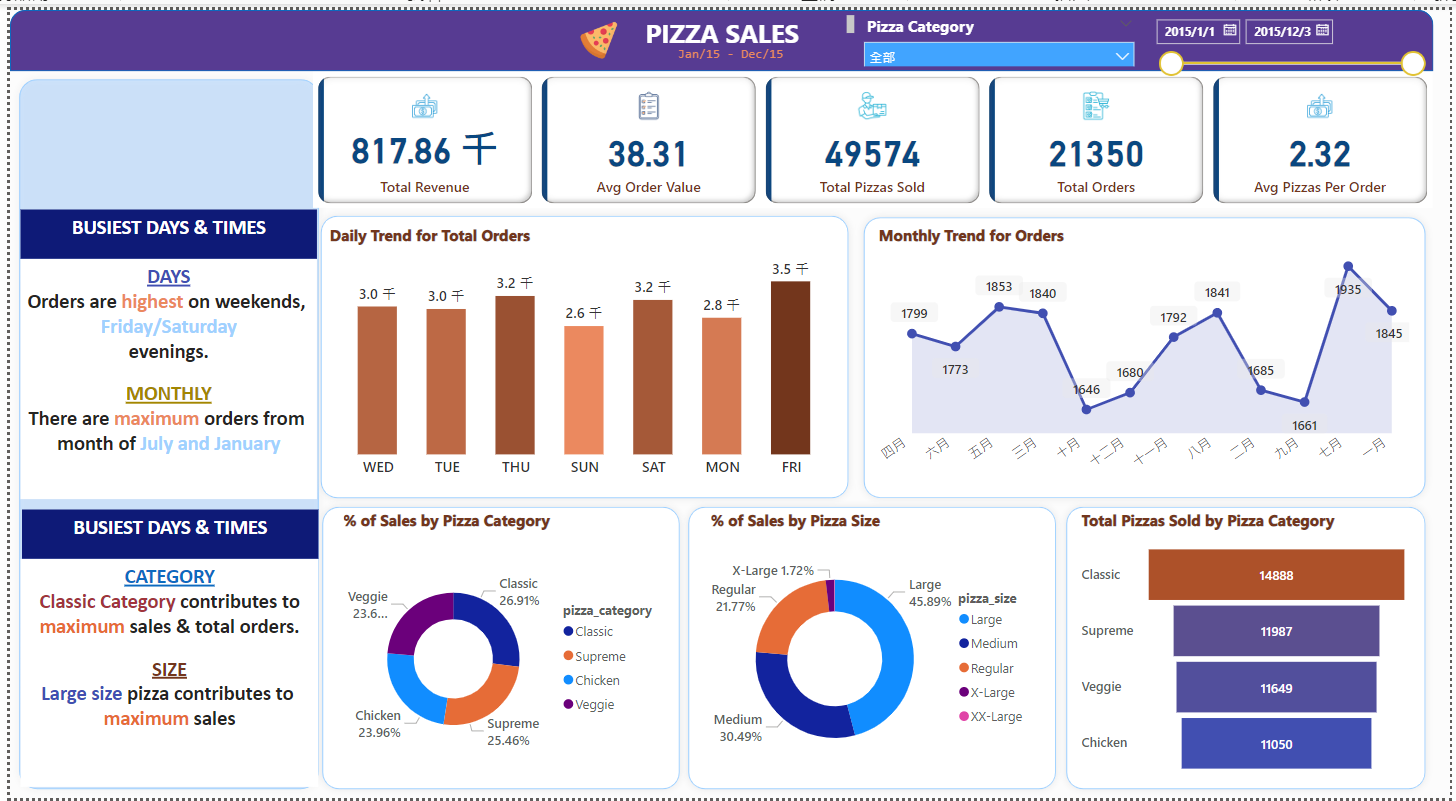 PIZZA SALES
Jan/15 - Dec/15
Pizza Category
全部
2015/1/1
2015/12/3
817.86 千
Total Revenue
38.31
Avg Order Value
49574
Total Pizzas Sold
21350
Total Orders
2.32
Avg Pizzas Per Order
BUSIEST DAYS & TIMES
DAYS
Orders are highest on weekends,
Friday/Saturday
evenings.
MONTHLY
There are maximum orders from
month of July and January
Daily Trend for Total Orders
3.0 千
3.0 千
3.2 千
2.6 千
3.2 千
2.8 千
3.5 千
WED
TUE
THU
SUN
SAT
MON
FRI
Monthly Trend for Orders
1799
1773
1853
1840
1646
1680
1792
1841
1685
1661
1935
1845
四月
六月
五月
三月
十月
十二月
十一月
八月
二月
九月
七月
一月
BUSIEST DAYS & TIMES
CATEGORY
Classic Category contributes to
maximum sales & total orders.
SIZE
Large size pizza contributes to
maximum sales
% of Sales by Pizza Category
Classic
26.91%
Supreme
25.46%
Chicken
23.96%
Veggie
23.6...
pizza_category
Classic
Supreme
Chicken
Veggie
% of Sales by Pizza Size
X-Large 1.72%
Regular
21.77%
Large
45.89%
Medium
30.49%
pizza_size
Large
Medium
Regular
X-Large
XX-Large
Total Pizzas Sold by Pizza Category
Classic
14888
Supreme
11987
Veggie
11649
Chicken
11050